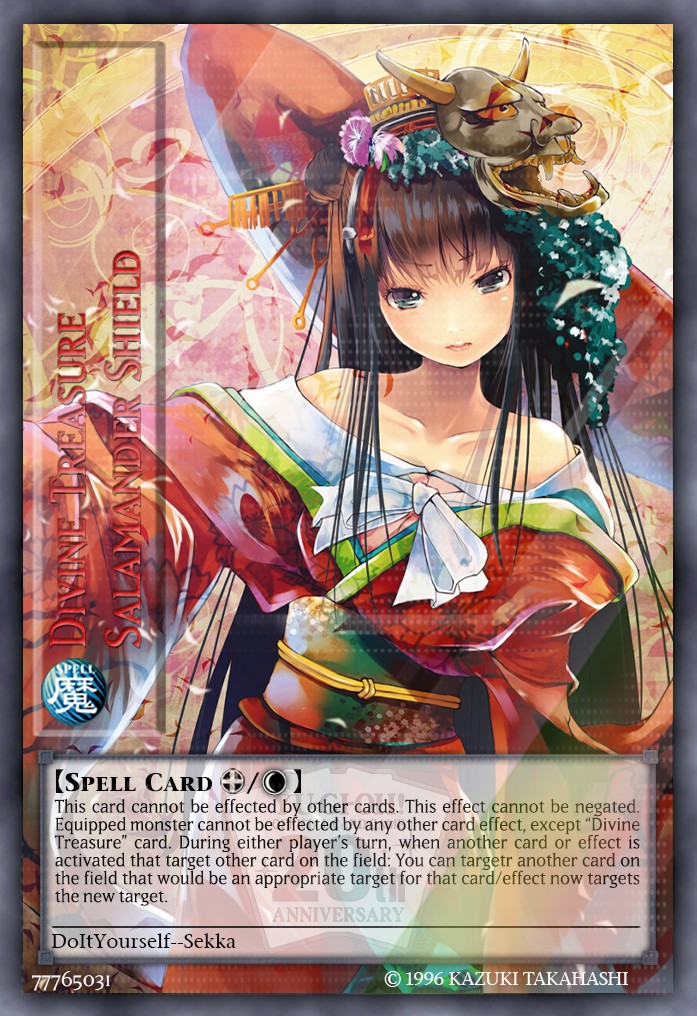 DIVINE TREASURE
SALAMANDER SHIELD
SPELL
魔
【SPELL CARD / 】
This card cannot be effected by other cards. This effect cannot be negated.
Equipped monster cannot be effected by any other card effect, except “Divine
Treasure” card. During either player’s turn, when another card or effect is
activated that target other card on the field: You can targetr another card on
the field that would be an appropriate target for that card/effect now targets
the new target.
ANNIVERSARY
DoItYourself--Sekka
77765031
© 1996 KAZUKI TAKAHASHI